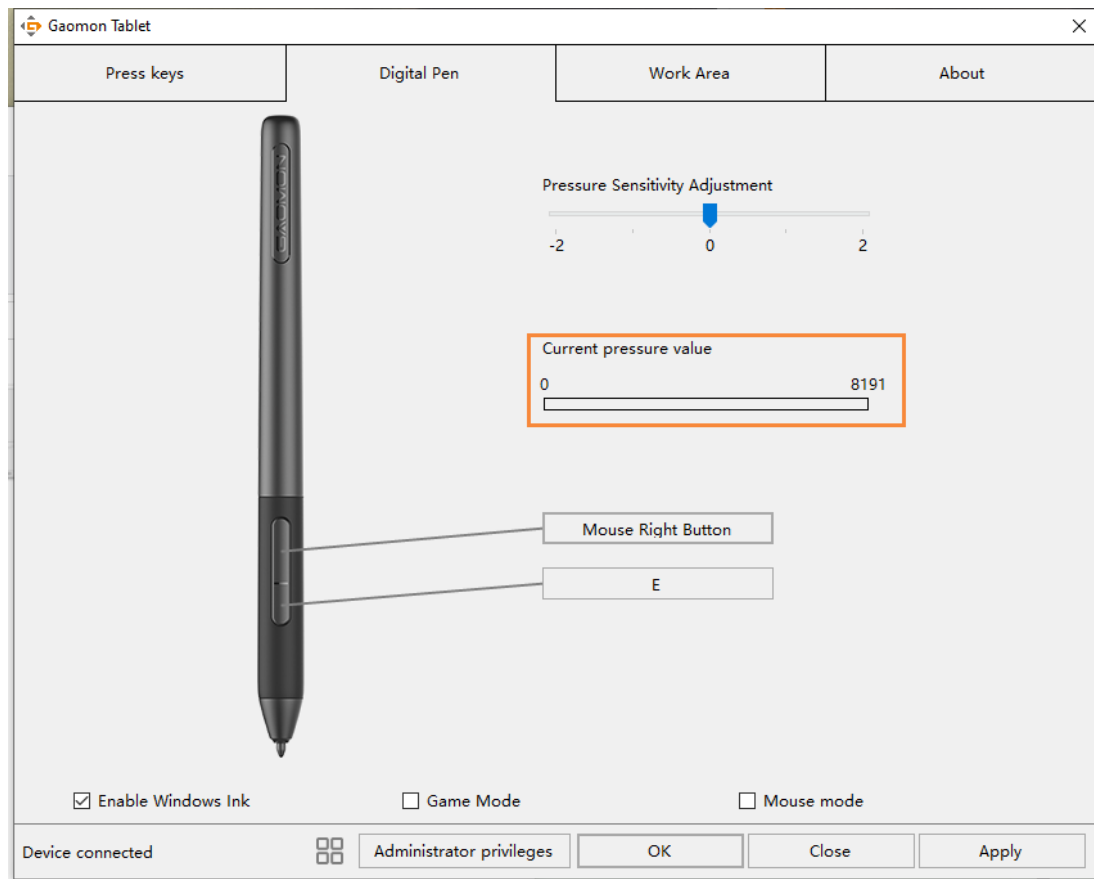 Gaomon Tablet
Press keys
Digital Pen
Work Area
About
GAOMON
Pressure Sensitivity Adjustment
-2 0 2
Current pressure value
0 8191
Mouse Right Button
E
Enable Windows Ink
Game Mode
Mouse mode
Device connected
Administrator privileges
OK
Close
Apply